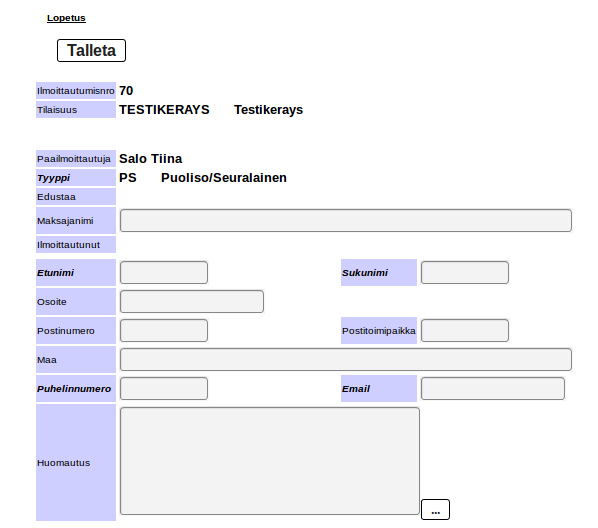 Lopetus
Talleta
Ilmoittautumisnro 70
Tilaisuus TESTIKERAYS Testikerays
Paailmoittautuja Salo Tiina
Tyyppi PS Puoliso/Seuralainen
Edustaa
Maksajanimi
Ilmoittautunut
Etunimi Sukunimi
Osoite
Postinumero Postitoimipaikka
Maa
Puhelinnumero Email
Huomautus
...